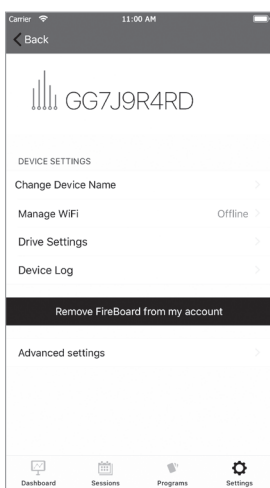 Carrier 11:00 AM
Back
GG7J9R4RD
DEVICE SETTINGS
Change Device Name
Manage WiFi Offline
Drive Settings
Device Log
Remove FireBoard from my account
Advanced settings
Dashboard Sessions Programs Settings